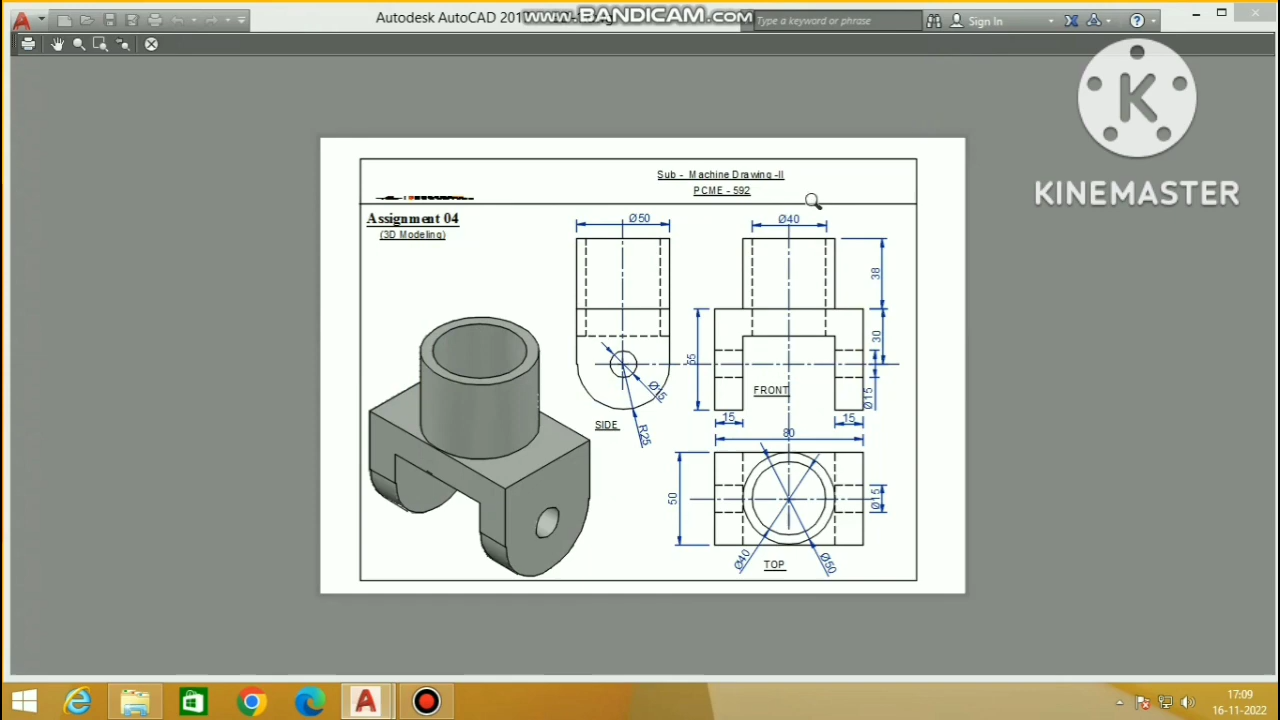 Autodesk AutoCAD 201
www.BANDICAM.com
Type a keyword or phrase
Sign In
K
KINEMASTER
Sub - Machine Drawing -II
PCME - 592
Assignment 04
(3D Modeling)
Ø50
Ø40
38
30
55
Ø15
Ø15
R25
SIDE
FRONT
15
15
80
50
Ø15
Ø40
Ø50
TOP
17:09
16-11-2022